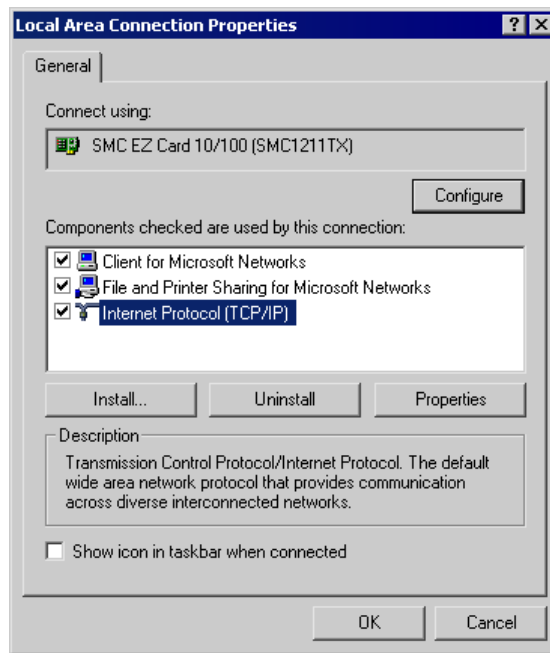 Local Area Connection Properties
General
Connect using:
SMC EZ Card 10/100 (SMC1211TX)
Configure
Components checked are used by this connection:
Client for Microsoft Networks
File and Printer Sharing for Microsoft Networks
Internet Protocol (TCP/IP)
Install... Uninstall Properties
Description
Transmission Control Protocol/Internet Protocol. The default
wide area network protocol that provides communication
across diverse interconnected networks.
Show icon in taskbar when connected
OK Cancel